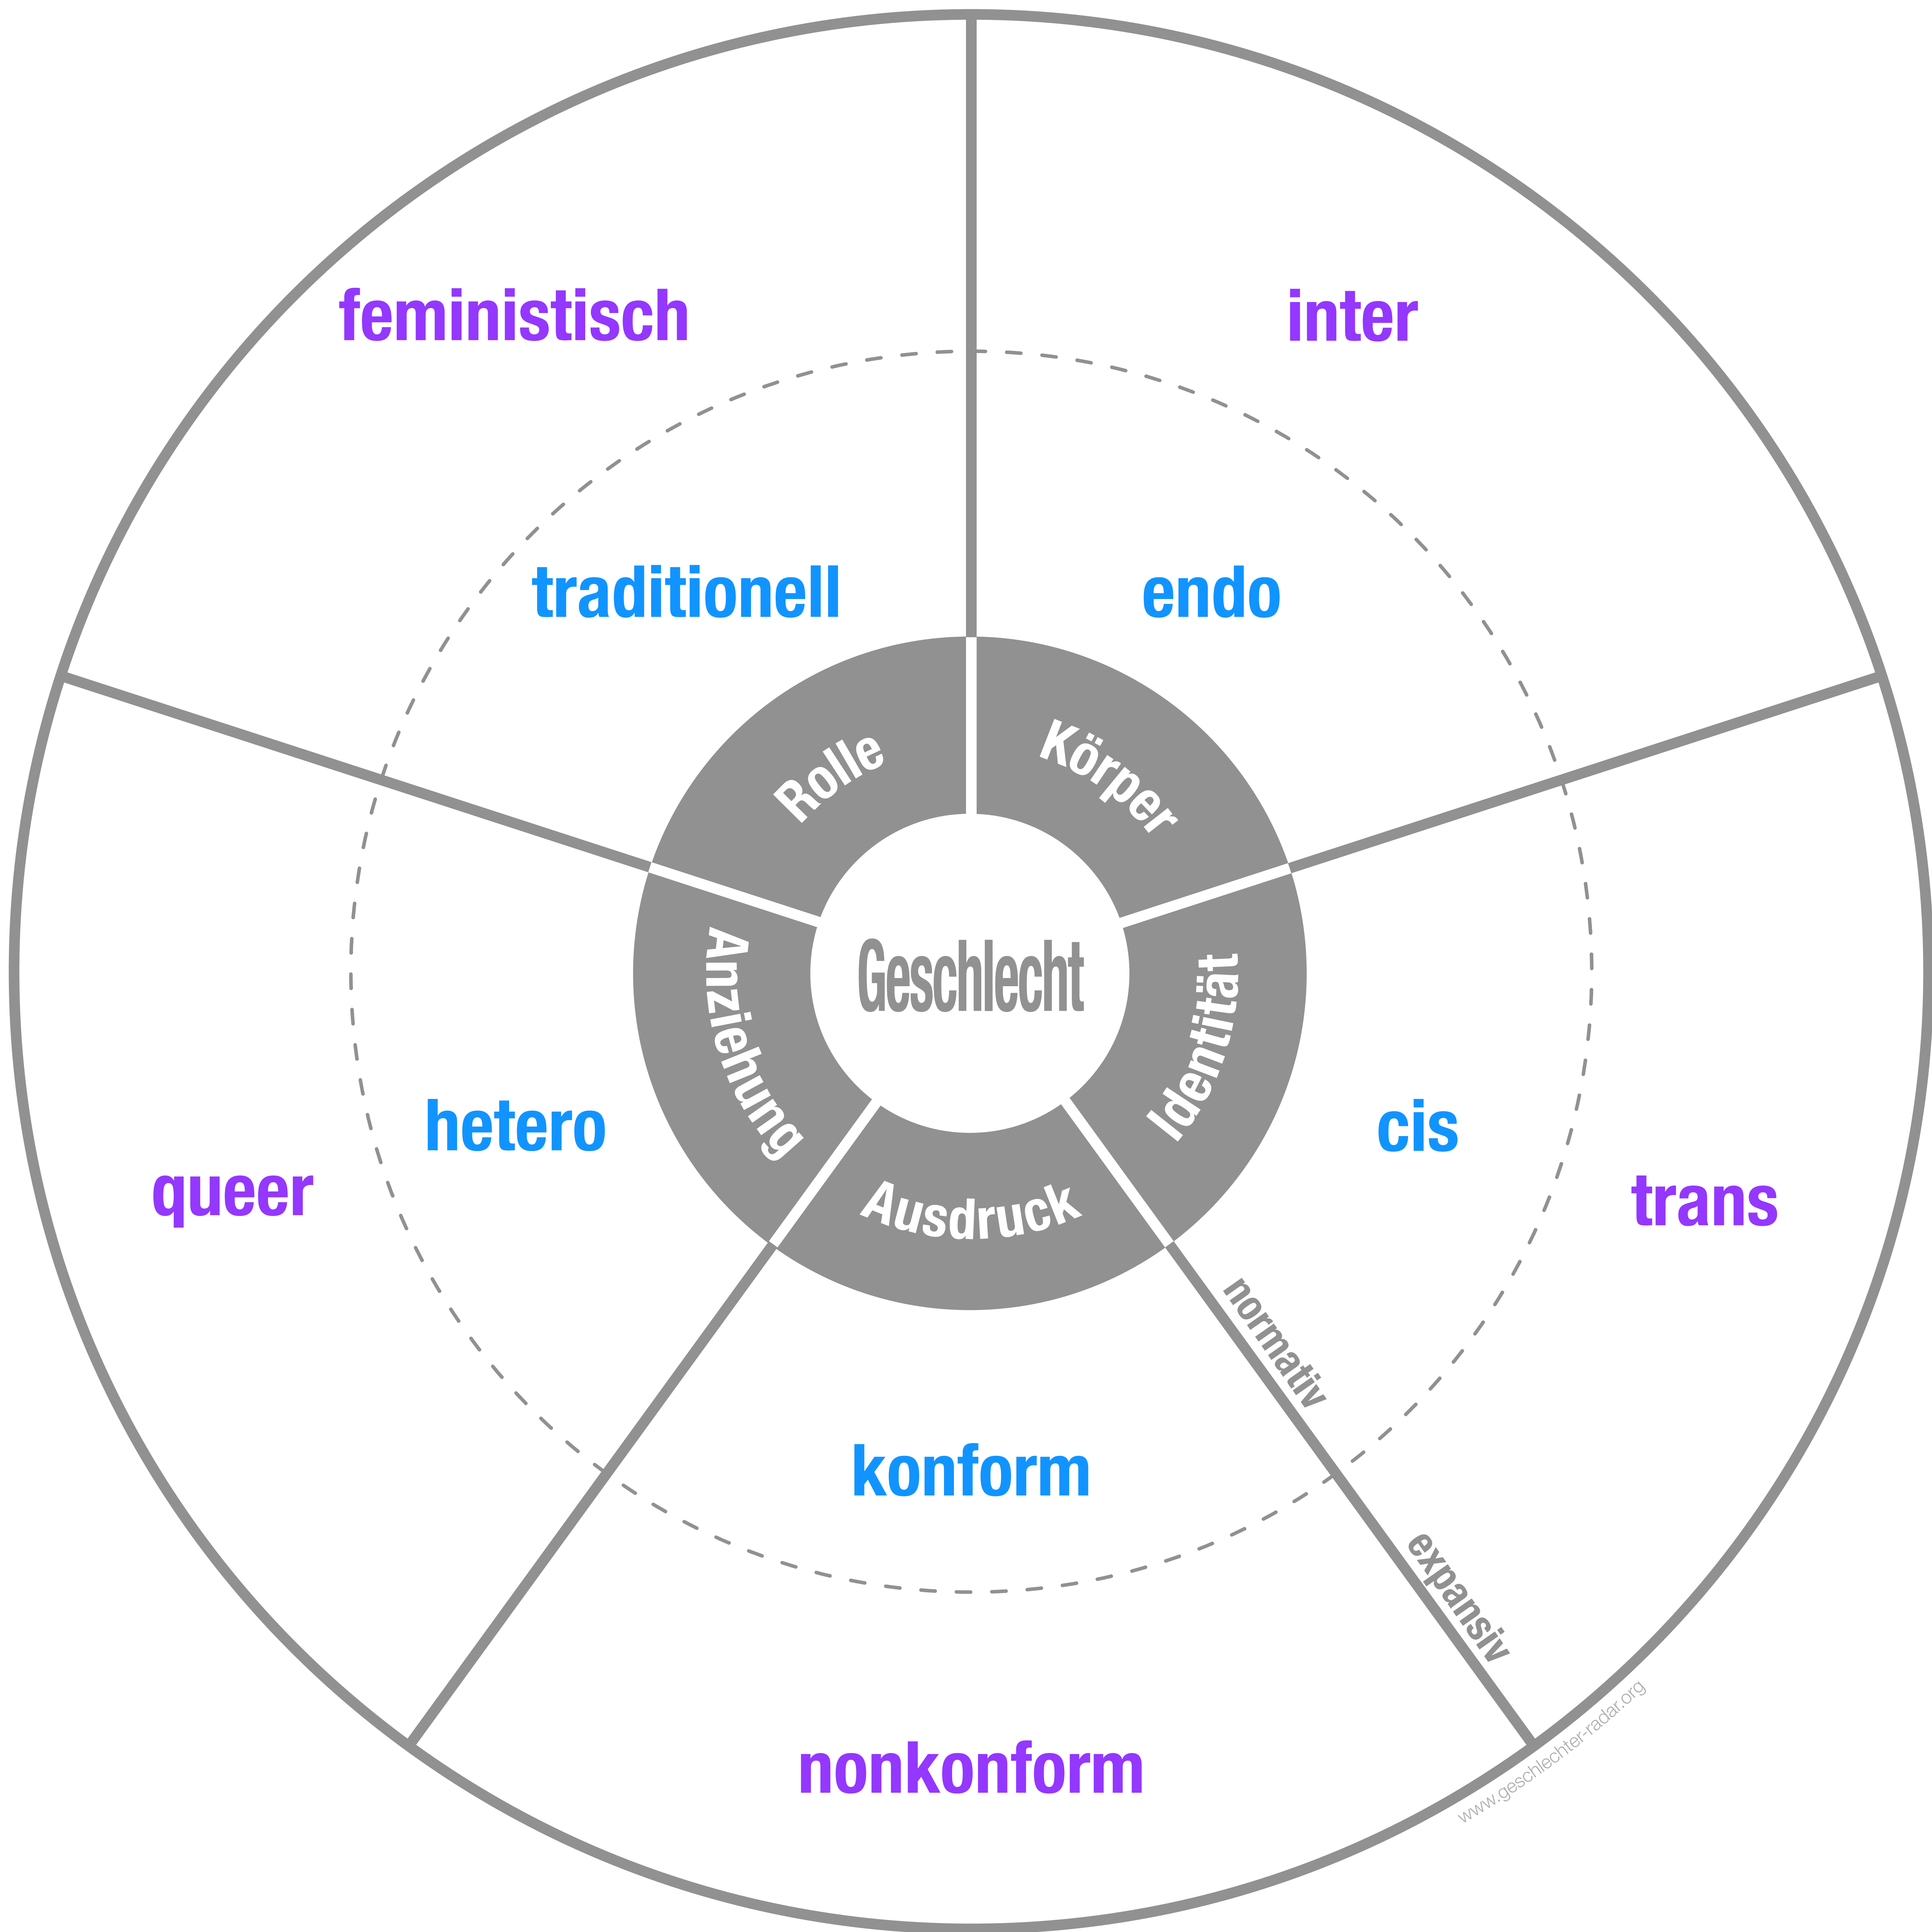 feministisch
inter
traditionell
endo
Rolle
Körper
Geschlecht
Anziehung
Identität
hetero
cis
queer
trans
Ausdruck
normativ
konform
expansiv
nonkonform
www.geschlechter-radar.org